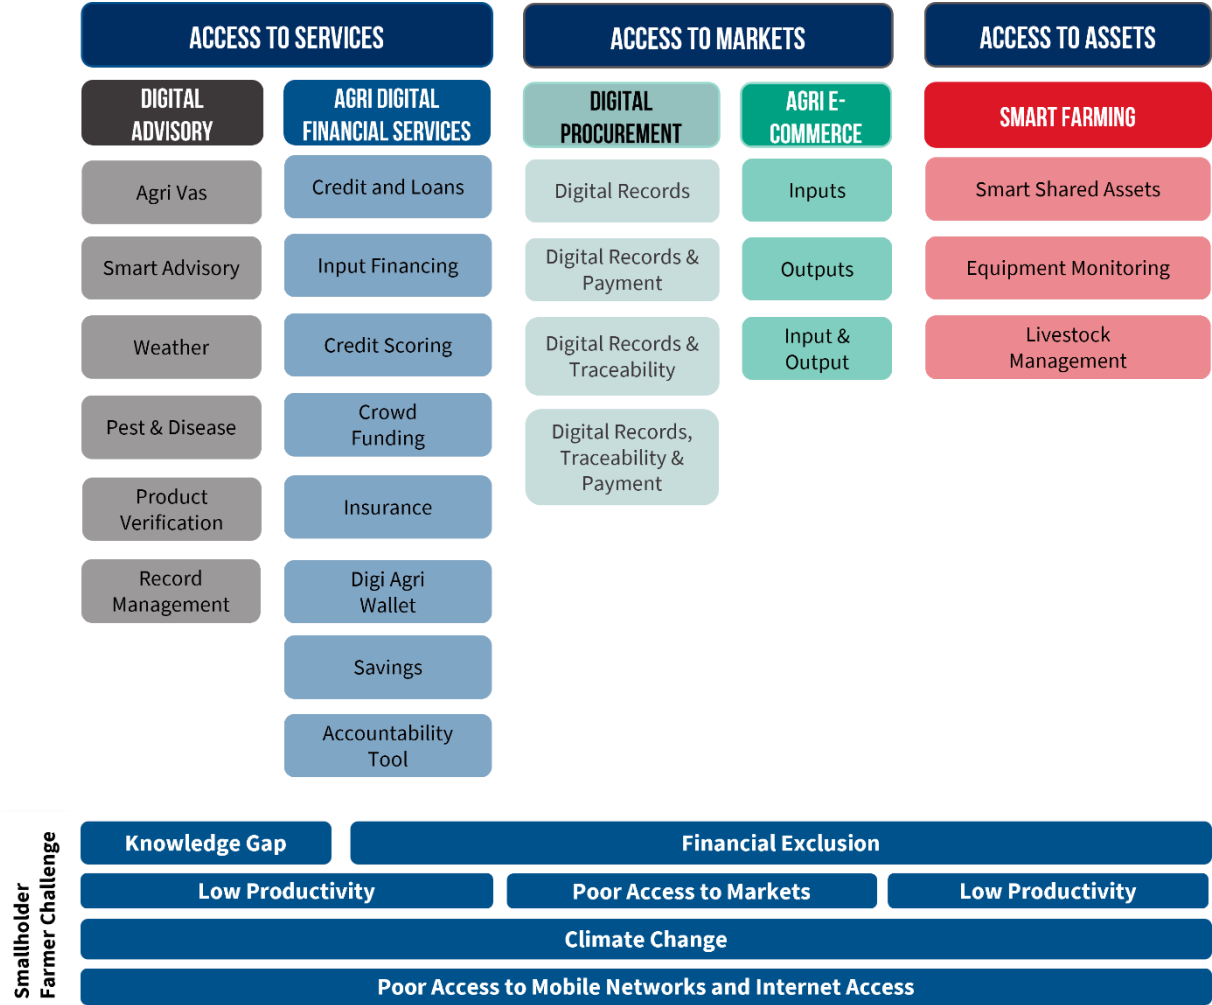 ACCESS TO SERVICES
DIGITAL
ADVISORY
Agri Vas
Smart Advisory
Weather
Pest & Disease
Product
Verification
Record
Management
AGRI DIGITAL
FINANCIAL SERVICES
Credit and Loans
Input Financing
Credit Scoring
Crowd
Funding
Insurance
Digi Agri
Wallet
Savings
Accountability
Tool
ACCESS TO MARKETS
DIGITAL
PROCUREMENT
Digital Records
Digital Records &
Payment
Digital Records &
Traceability
Digital Records,
Traceability &
Payment
AGRI E-
COMMERCE
Inputs
Outputs
Input &
Output
ACCESS TO ASSETS
SMART FARMING
Smart Shared Assets
Equipment Monitoring
Livestock
Management
Smallholder
Farmer Challenge
Knowledge Gap
Financial Exclusion
Low Productivity
Poor Access to Markets
Low Productivity
Climate Change
Poor Access to Mobile Networks and Internet Access